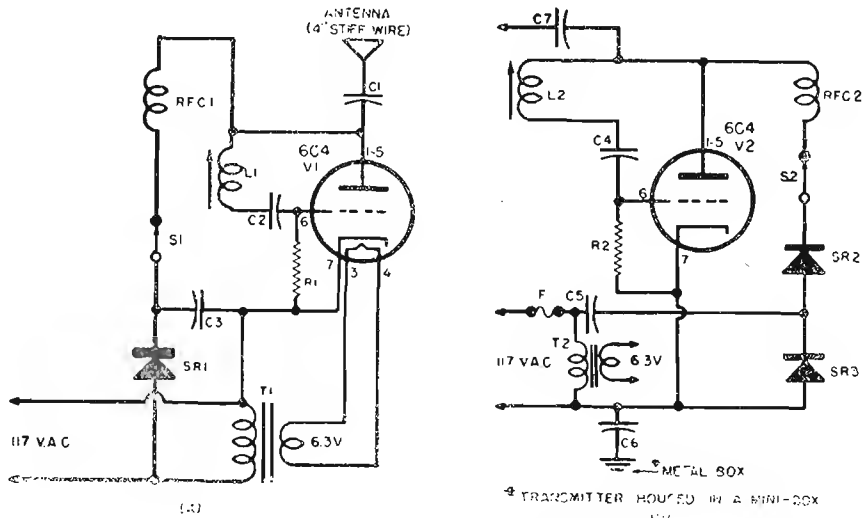 ANTENNA
(4" STIFF WIRE)
C1
RFC1
6C4
V1
1-5
L1
C2
6
S1
R1
7
3
4
C3
SR1
T1
117 V.AC
6.3V
C7
L2
RFC2
C4
6C4
V2
1-5
S2
6
R2
7
SR2
F
C5
T2
117 V.AC
6.3V
SR3
C6
METAL BOX
TRANSMITTER HOUSED IN A MINI-BOX